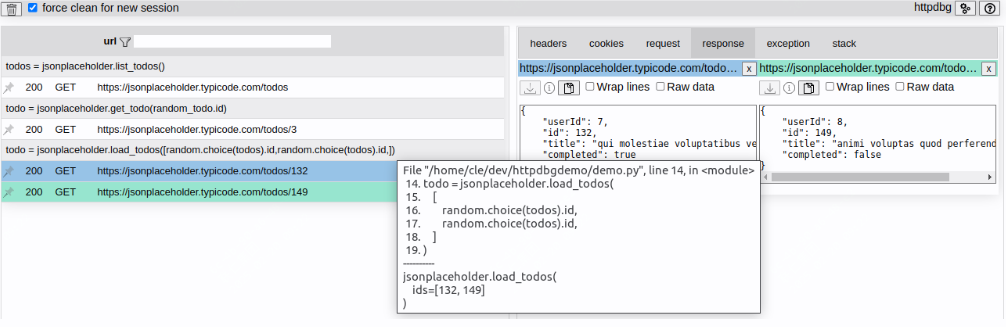 force clean for new session
httpdbg
url
headers cookies request response exception stack
todos = jsonplaceholder.list_todos()
200 GET https://jsonplaceholder.typicode.com/todos
todo = jsonplaceholder.get_todo(random_todo.id)
200 GET https://jsonplaceholder.typicode.com/todos/3
todo = jsonplaceholder.load_todos([random.choice(todos).id,random.choice(todos).id,])
200 GET https://jsonplaceholder.typicode.com/todos/132
200 GET https://jsonplaceholder.typicode.com/todos/149
https://jsonplaceholder.typicode.com/todo... x
Wrap lines Raw data
{
"userId": 7,
"id": 132,
"title": "qui molestiae voluptatibus ve
"completed": true
https://jsonplaceholder.typicode.com/todo... x
Wrap lines Raw data
{
"userId": 8,
"id": 149,
"title": "animi voluptas quod perferend
"completed": false
}
File "/home/cle/dev/httpdbgdemo/demo.py", line 14, in <module>
14. todo = jsonplaceholder.load_todos(
15. [
16. random.choice(todos).id,
17. random.choice(todos).id,
18. ]
19. )
----------
jsonplaceholder.load_todos(
ids=[132, 149]
)